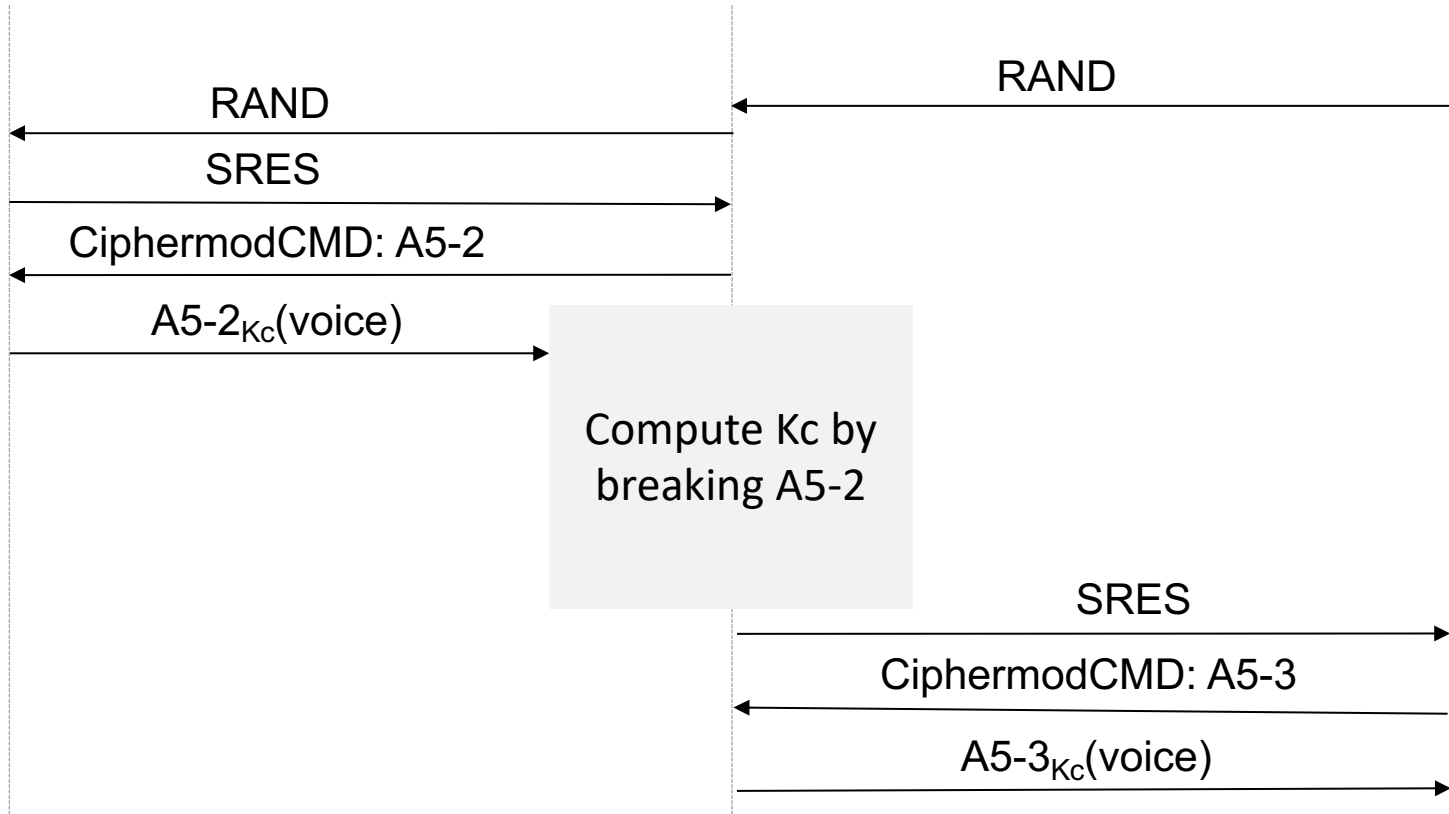 RAND
RAND
SRES
CiphermodCMD: A5-2
A5-2Kc(voice)
Compute Kc by
breaking A5-2
SRES
CiphermodCMD: A5-3
A5-3Kc(voice)